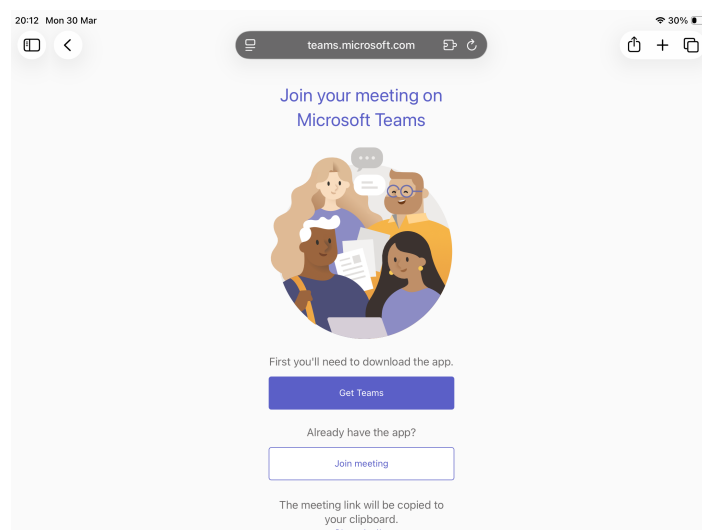 20:12 Mon 30 Mar
30%
teams.microsoft.com
Join your meeting on
Microsoft Teams
First you'll need to download the app.
Get Teams
Already have the app?
Join meeting
The meeting link will be copied to
your clipboard.